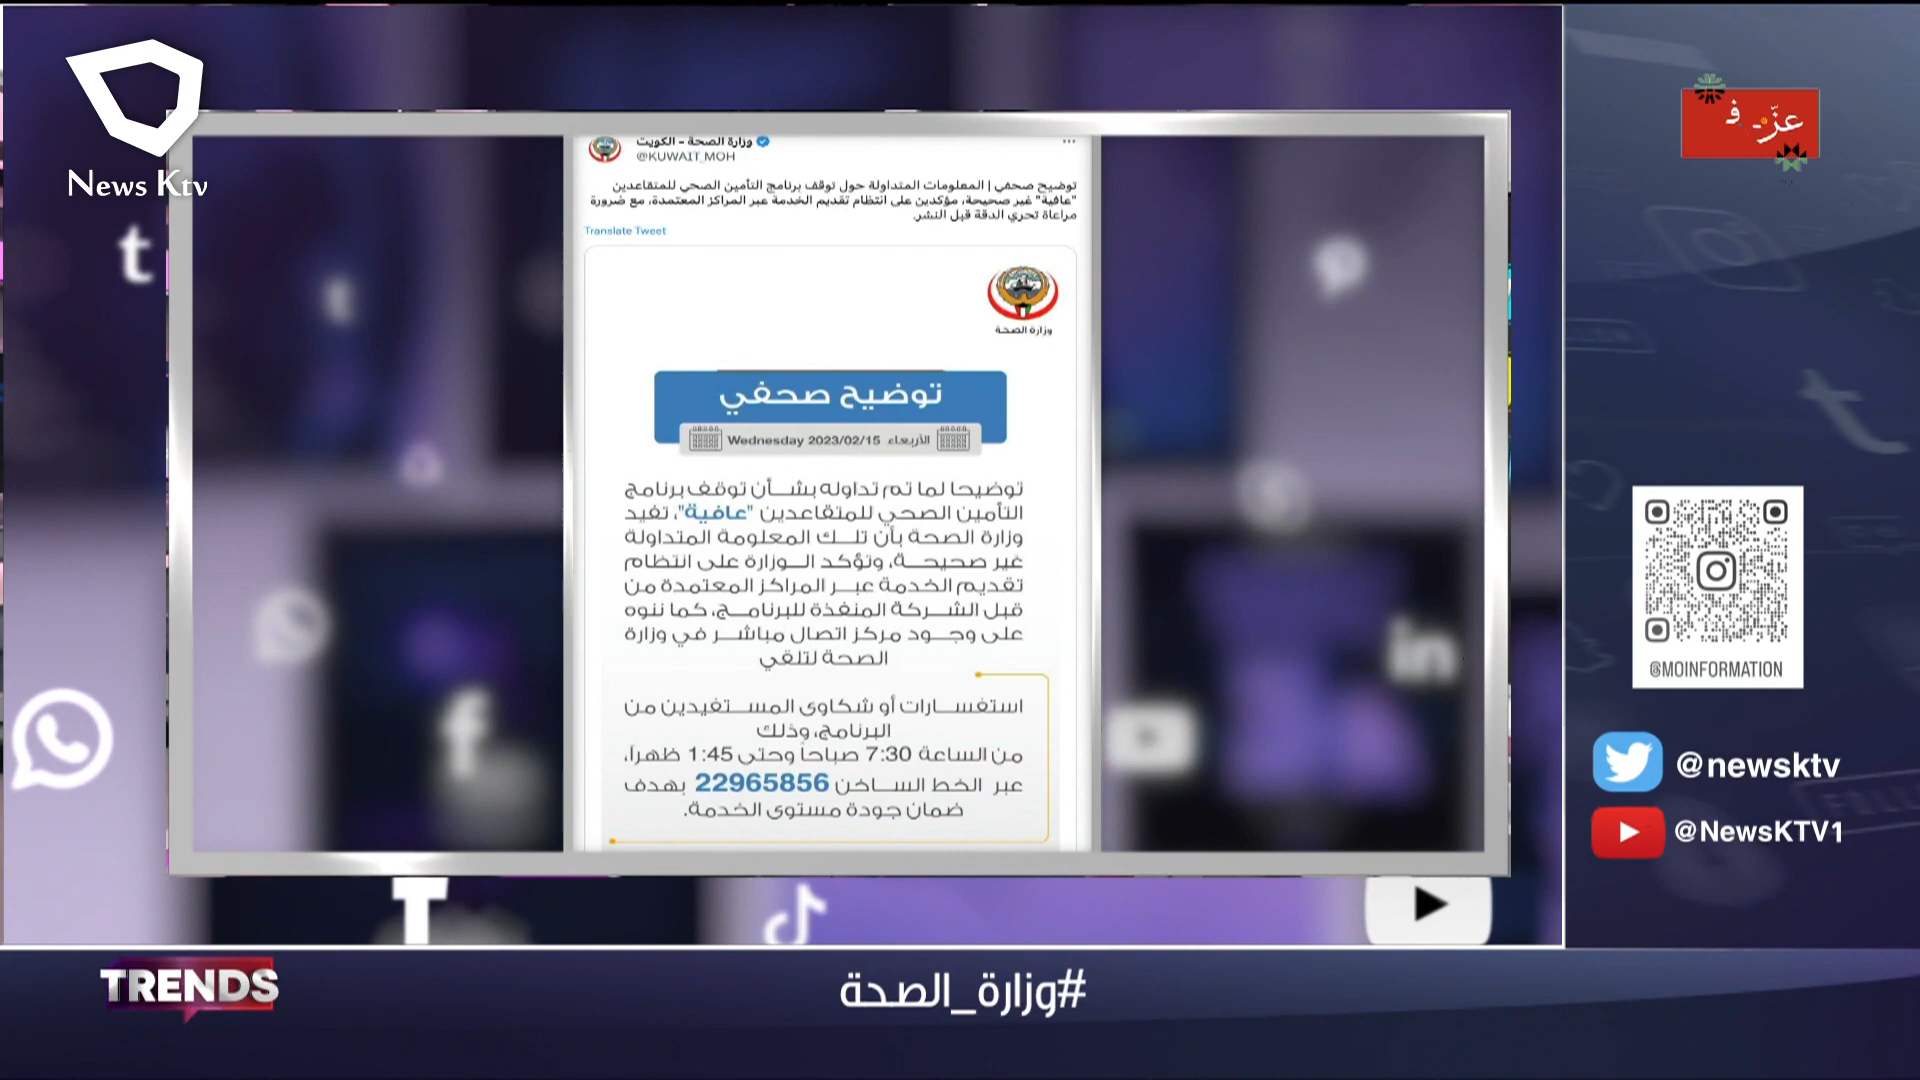 News Ktv
عزّ ـف
وزارة الصحة - الكويت
@KUWAIT_MOH
توضيح صحفي | المعلومات المتداولة حول توقف برنامج التأمين الصحي للمتقاعدين
"عافية" غير صحيحة، مؤكدين على انتظام تقديم الخدمة عبر المراكز المعتمدة، مع ضرورة
مراعاة تحري الدقة قبل النشر.
Translate Tweet
وزارة الصحة
توضيح صحفي
الأربعاء Wednesday 2023/02/15
توضيحا لما تم تداوله بشأن توقف برنامج
التأمين الصحي للمتقاعدين "عافية"، تفيد
وزارة الصحة بأن تلك المعلومة المتداولة
غير صحيحة، وتؤكد الوزارة على انتظام
تقديم الخدمة عبر المراكز المعتمدة من
قبل الشركة المنفذة للبرنامج، كما ننوه
على وجود مركز اتصال مباشر في وزارة
الصحة لتلقي
استفسارات أو شكاوى المستفيدين من
البرنامج، وذلك
من الساعة 7:30 صباحاً وحتى 1:45 ظهراً،
عبر الخط الساخن 22965856 بهدف
ضمان جودة مستوى الخدمة.
@MOINFORMATION
@newsktv
@NewsKTV1
TRENDS
#وزارة_الصحة